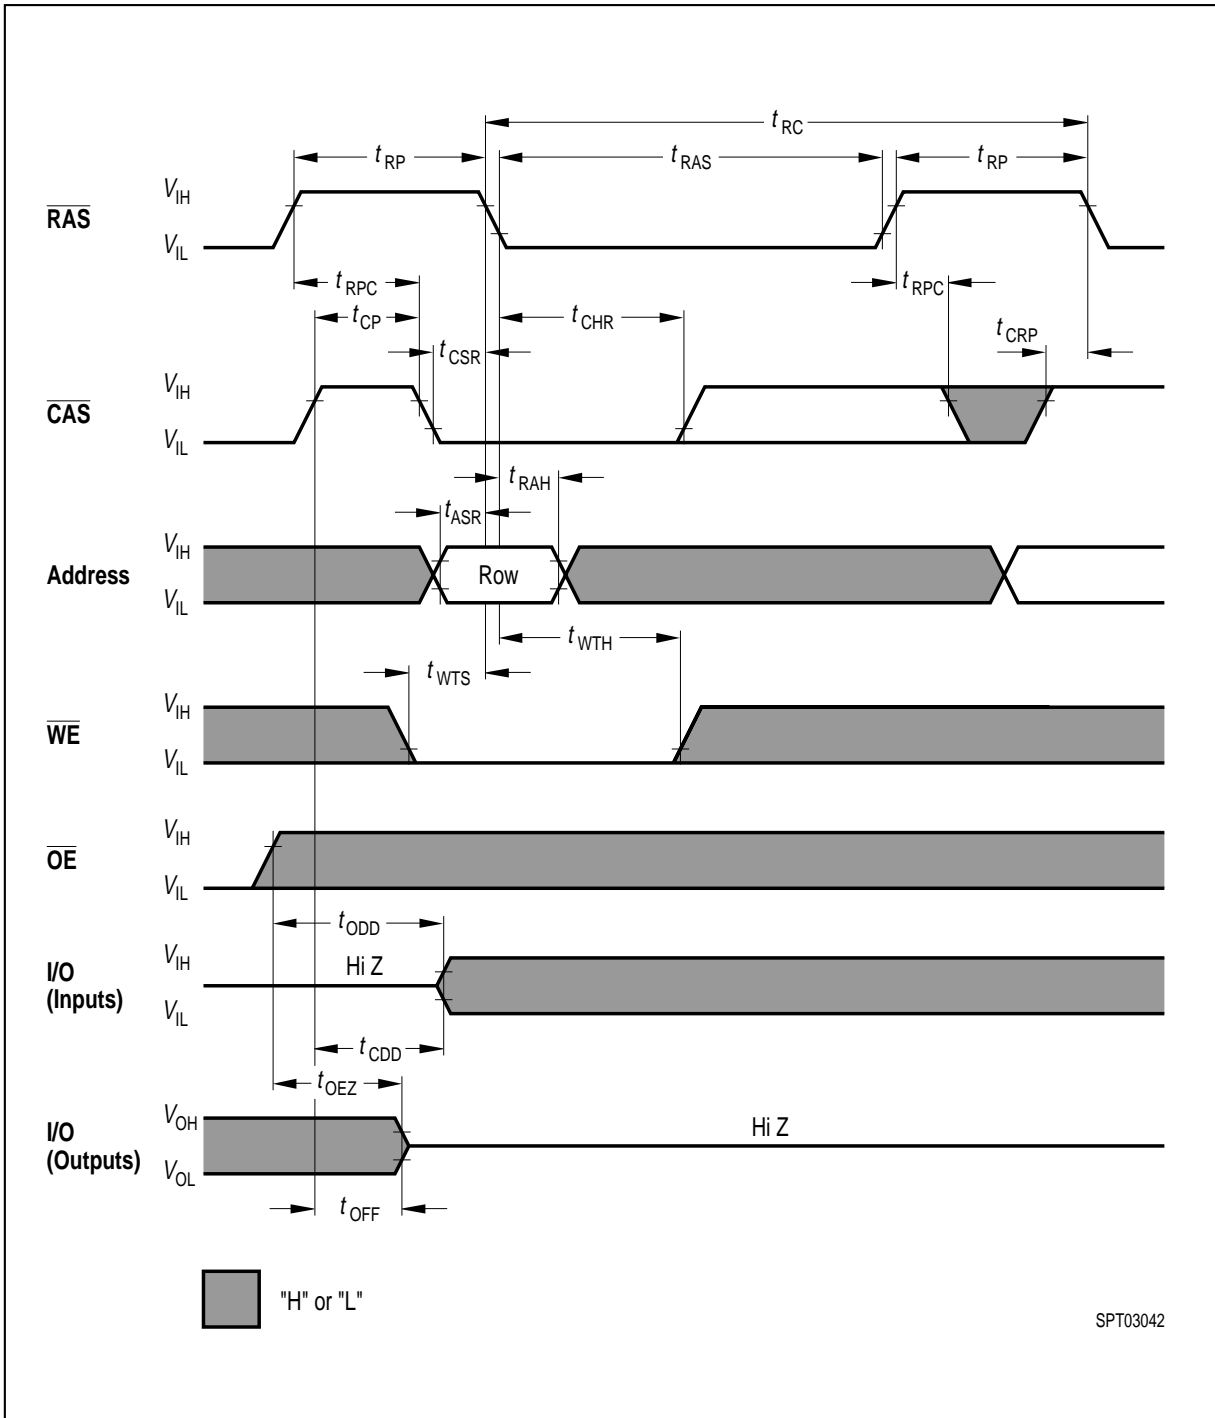 tRC
tRP tRAS tRP
RAS VIH
VIL
tRPC tRPC
tCP tCHR
tCSR tCRP
CAS VIH
VIL
tRAH
tASR
Address VIH
Row
VIL
tWTH
tWTS
WE VIH
VIL
OE VIH
VIL
tODD
I/O (Inputs) VIH
Hi Z
VIL
tCDD
tOEZ
I/O (Outputs) VOH
Hi Z
VOL
tOFF
"H" or "L"
SPT03042